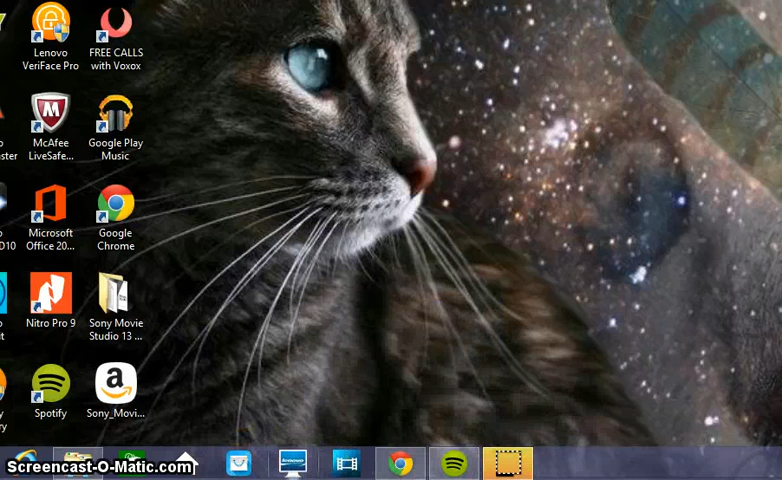 Lenovo
VeriFace Pro
FREE CALLS
with Voxox
McAfee
LiveSafe...
Google Play
Music
Microsoft
Office 20...
Google
Chrome
Nitro Pro 9
Sony Movie
Studio 13 ...
Spotify
Sony_Movi...
Screencast-O-Matic.com